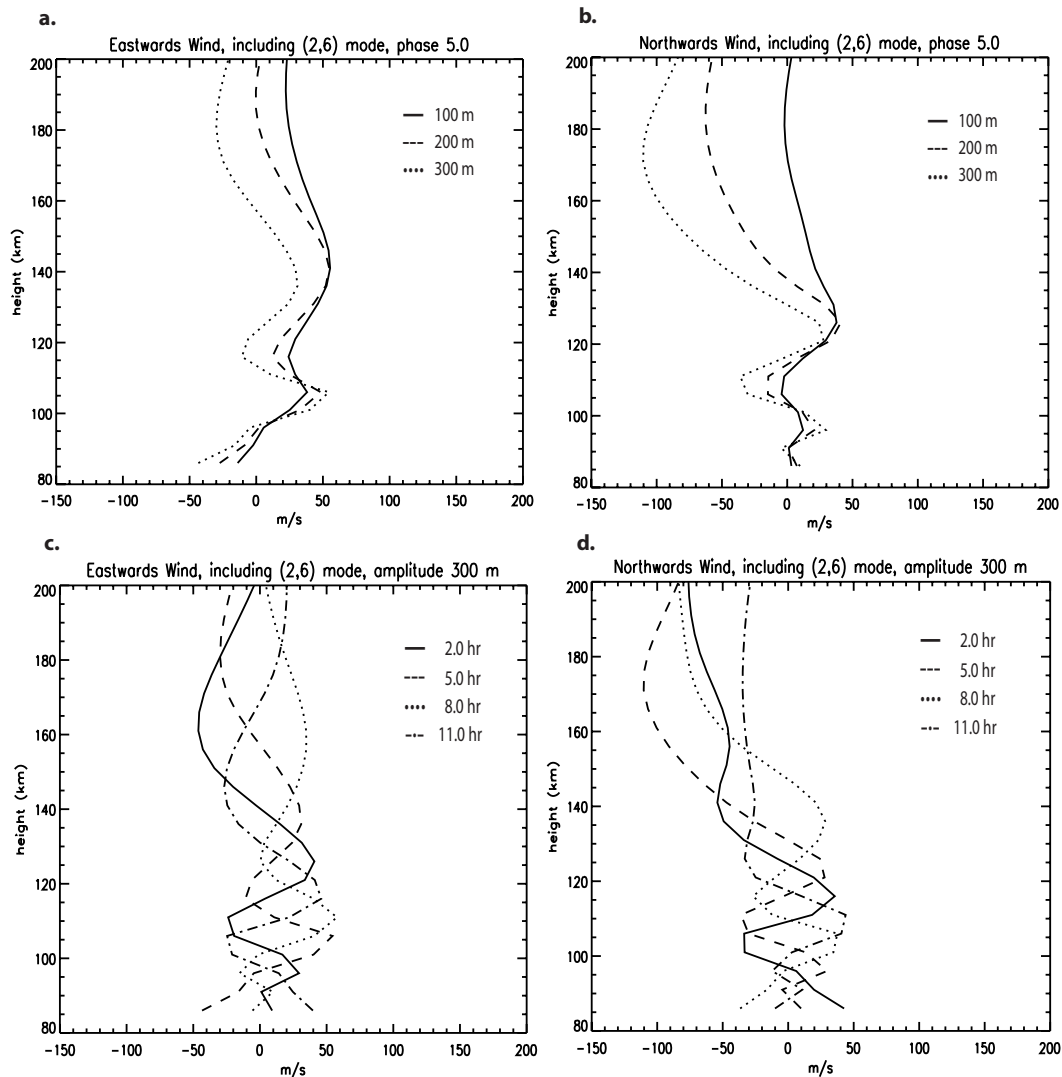 a.
Eastwards Wind, including (2,6) mode, phase 5.0
200
180
160
140
120
100
80
height (km)
100 m
200 m
300 m
−150 −100 −50 0 50 100 150 200
m/s
b.
Northwards Wind, including (2,6) mode, phase 5.0
200
180
160
140
120
100
80
height (km)
100 m
200 m
300 m
−150 −100 −50 0 50 100 150 200
m/s
c.
Eastwards Wind, including (2,6) mode, amplitude 300 m
200
180
160
140
120
100
80
height (km)
2.0 hr
5.0 hr
8.0 hr
11.0 hr
−150 −100 −50 0 50 100 150 200
m/s
d.
Northwards Wind, including (2,6) mode, amplitude 300 m
200
180
160
140
120
100
80
height (km)
2.0 hr
5.0 hr
8.0 hr
11.0 hr
−150 −100 −50 0 50 100 150 200
m/s